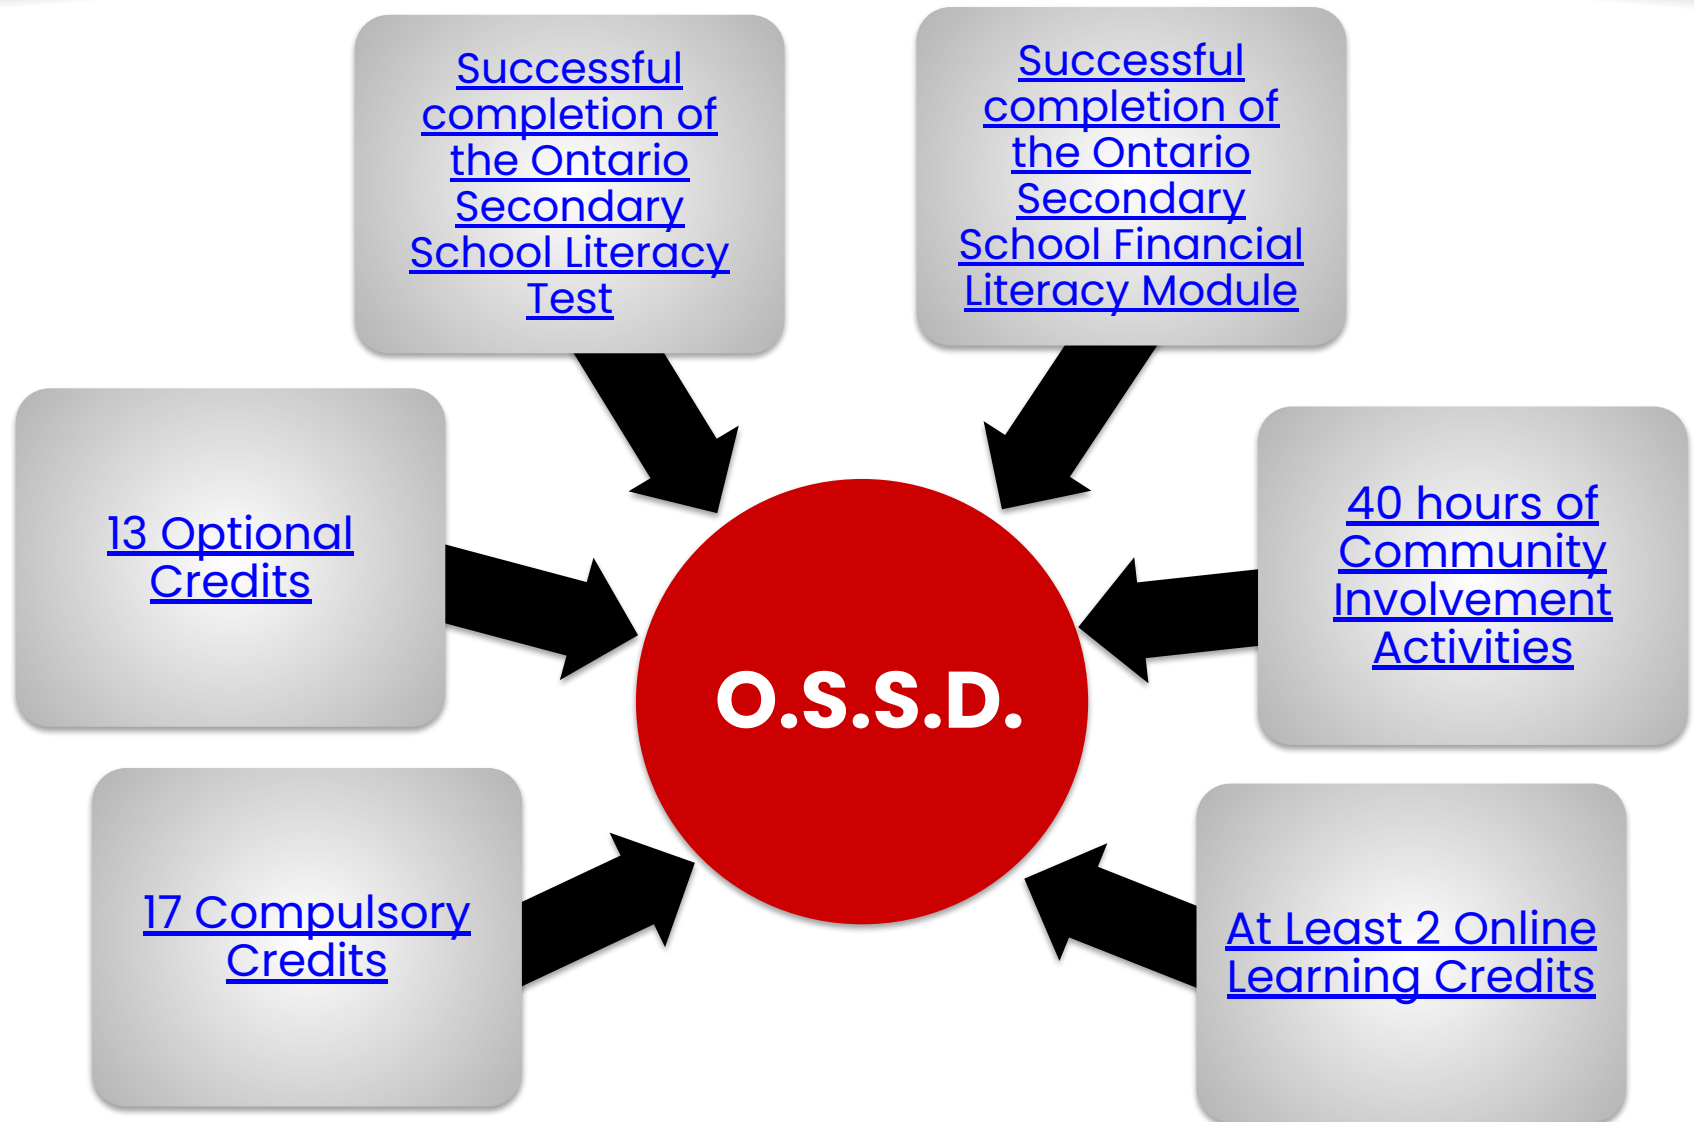 Successful
completion of
the Ontario
Secondary
School Literacy
Test
Successful
completion of
the Ontario
Secondary
School Financial
Literacy Module
13 Optional
Credits
40 hours of
Community
Involvement
Activities
O.S.S.D.
17 Compulsory
Credits
At Least 2 Online
Learning Credits